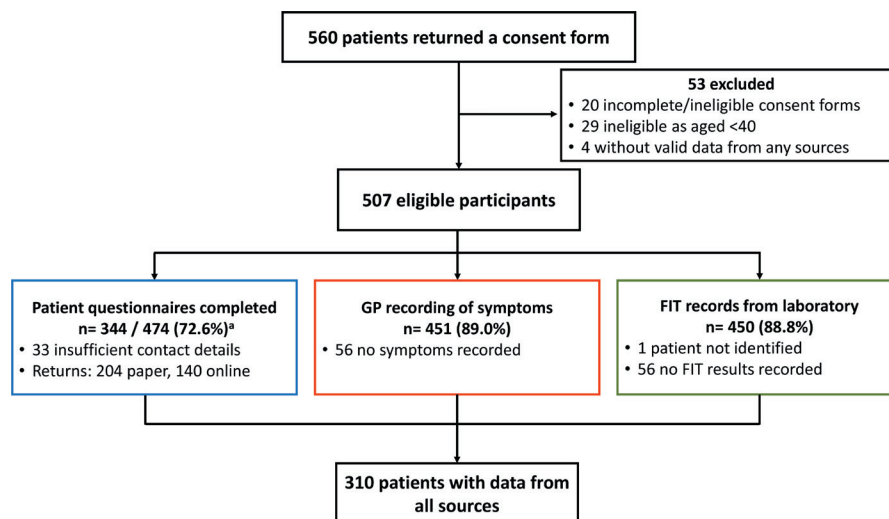 560 patients returned a consent form
53 excluded
• 20 incomplete/ineligible consent forms
• 29 ineligible as aged <40
• 4 without valid data from any sources
507 eligible participants
Patient questionnaires completed
n= 344 / 474 (72.6%)ᵃ
• 33 insufficient contact details
• Returns: 204 paper, 140 online
GP recording of symptoms
n= 451 (89.0%)
• 56 no symptoms recorded
FIT records from laboratory
n= 450 (88.8%)
• 1 patient not identified
• 56 no FIT results recorded
310 patients with data from
all sources